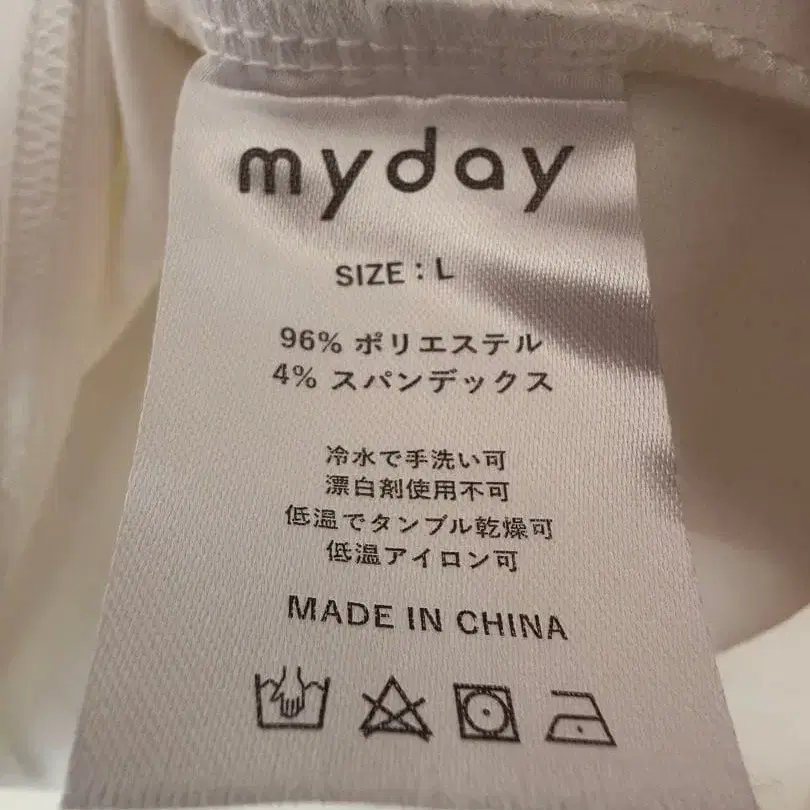 myday
SIZE : L
96% ポリエステル
4% スパンデックス
冷水で手洗い可
漂白剤使用不可
低温でタンブル乾燥可
低温アイロン可
MADE IN CHINA